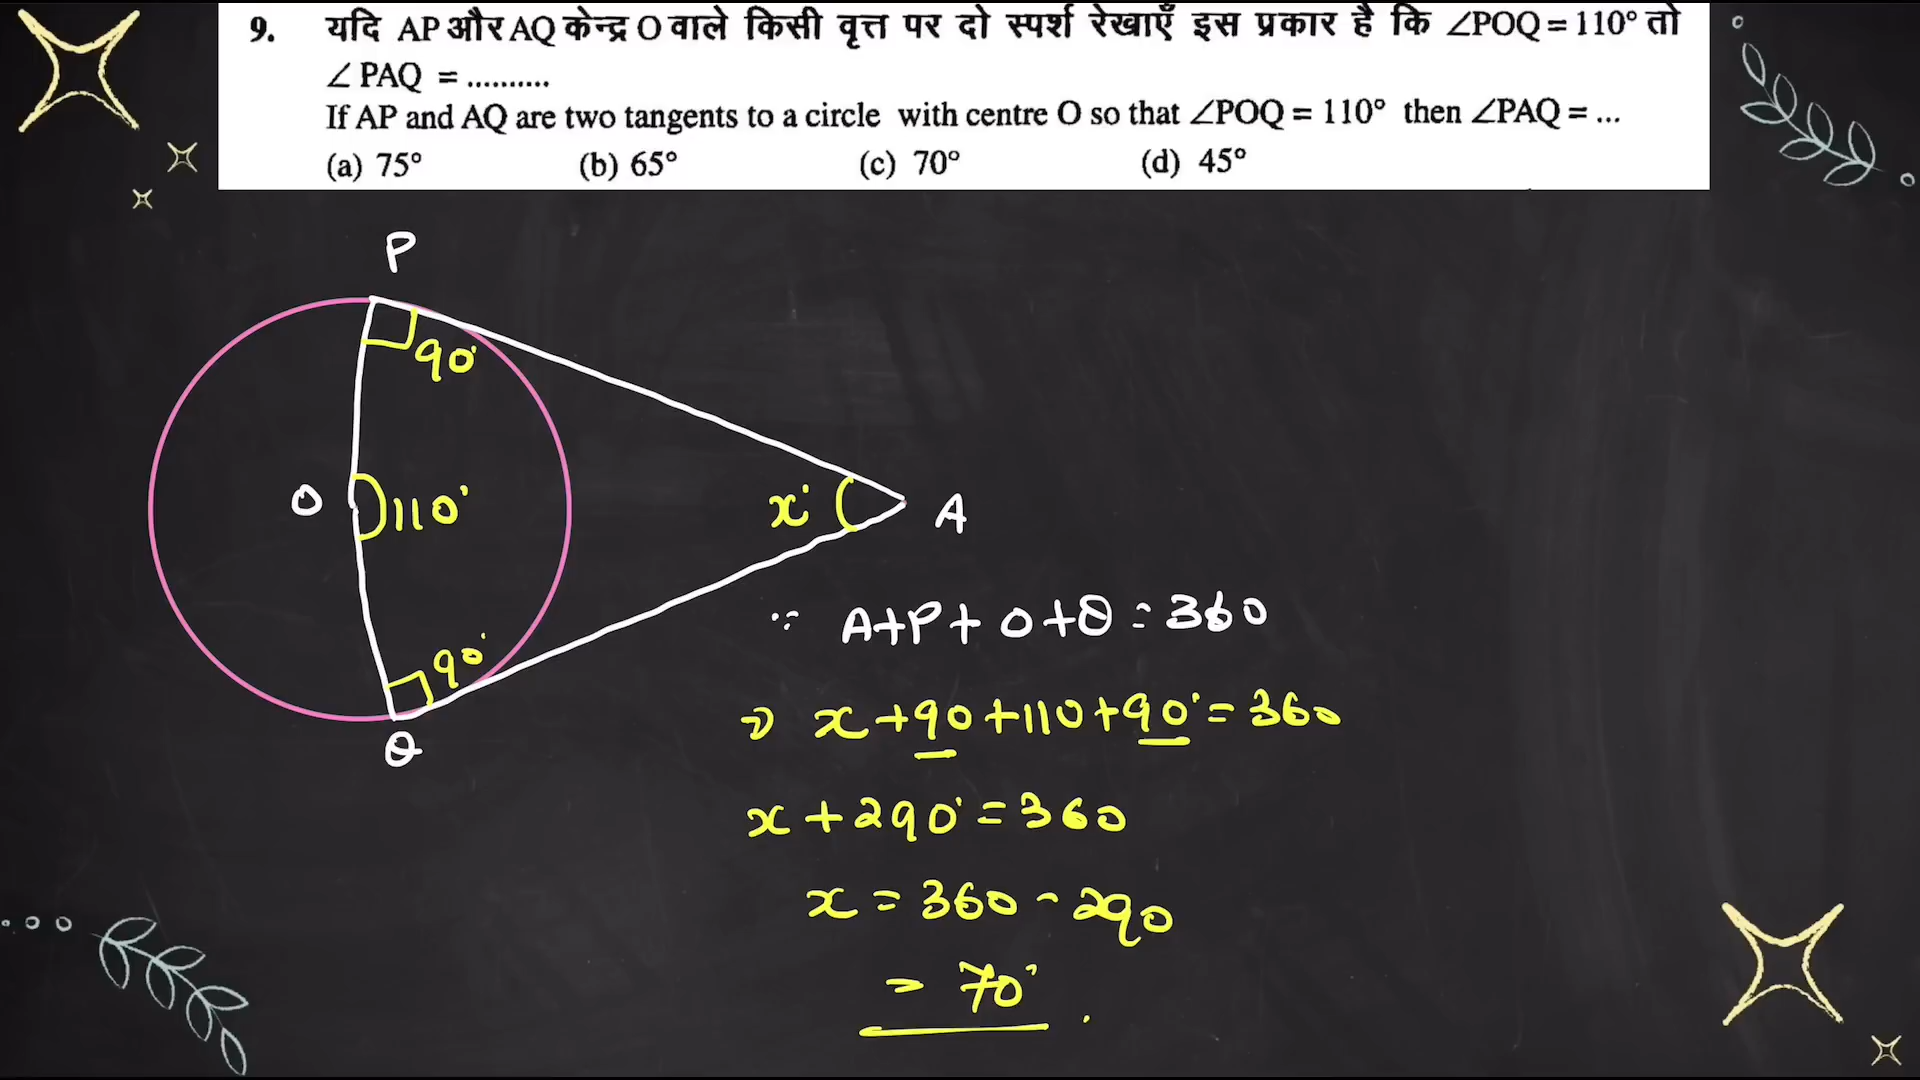 9. यदि AP और AQ केन्द्र O वाले किसी वृत्त पर दो स्पर्श रेखाएँ इस प्रकार है कि ∠POQ = 110° तो
∠ PAQ = ..........
If AP and AQ are two tangents to a circle with centre O so that ∠POQ = 110° then ∠PAQ = ...
(a) 75° (b) 65° (c) 70° (d) 45°
P
90°
O 110° x° A
90°
Q
∵ A+P+O+Q = 360
⇒ x+90+110+90° = 360
x+290° = 360
x = 360-290
= 70°